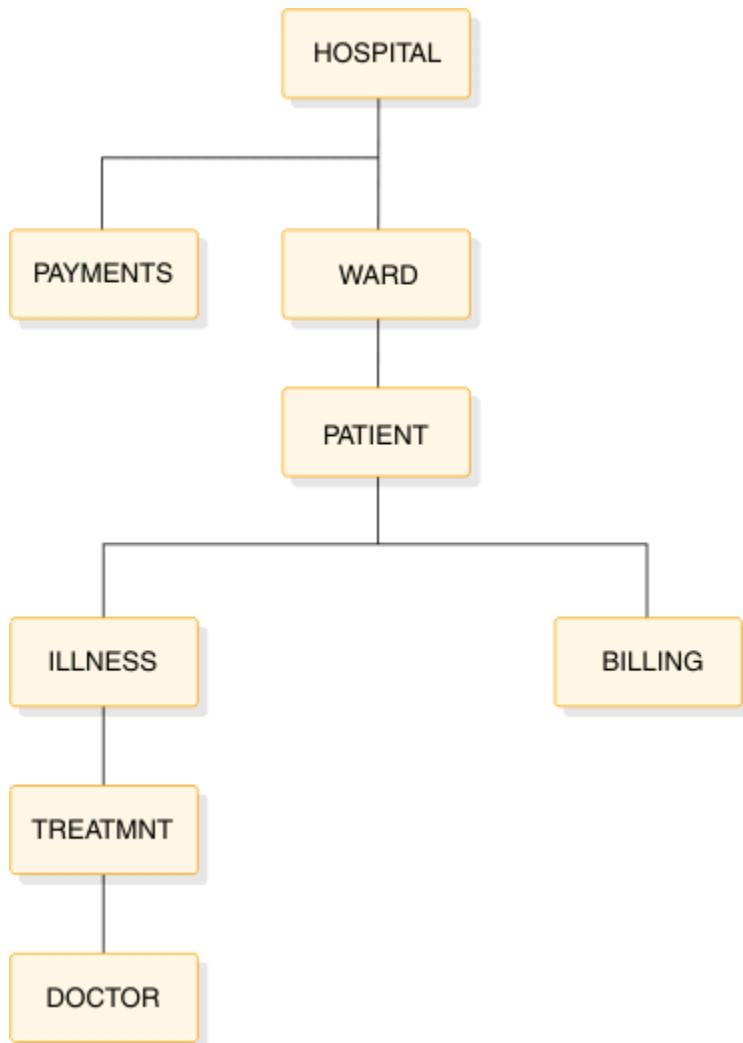 HOSPITAL
PAYMENTS
WARD
PATIENT
ILLNESS
BILLING
TREATMNT
DOCTOR